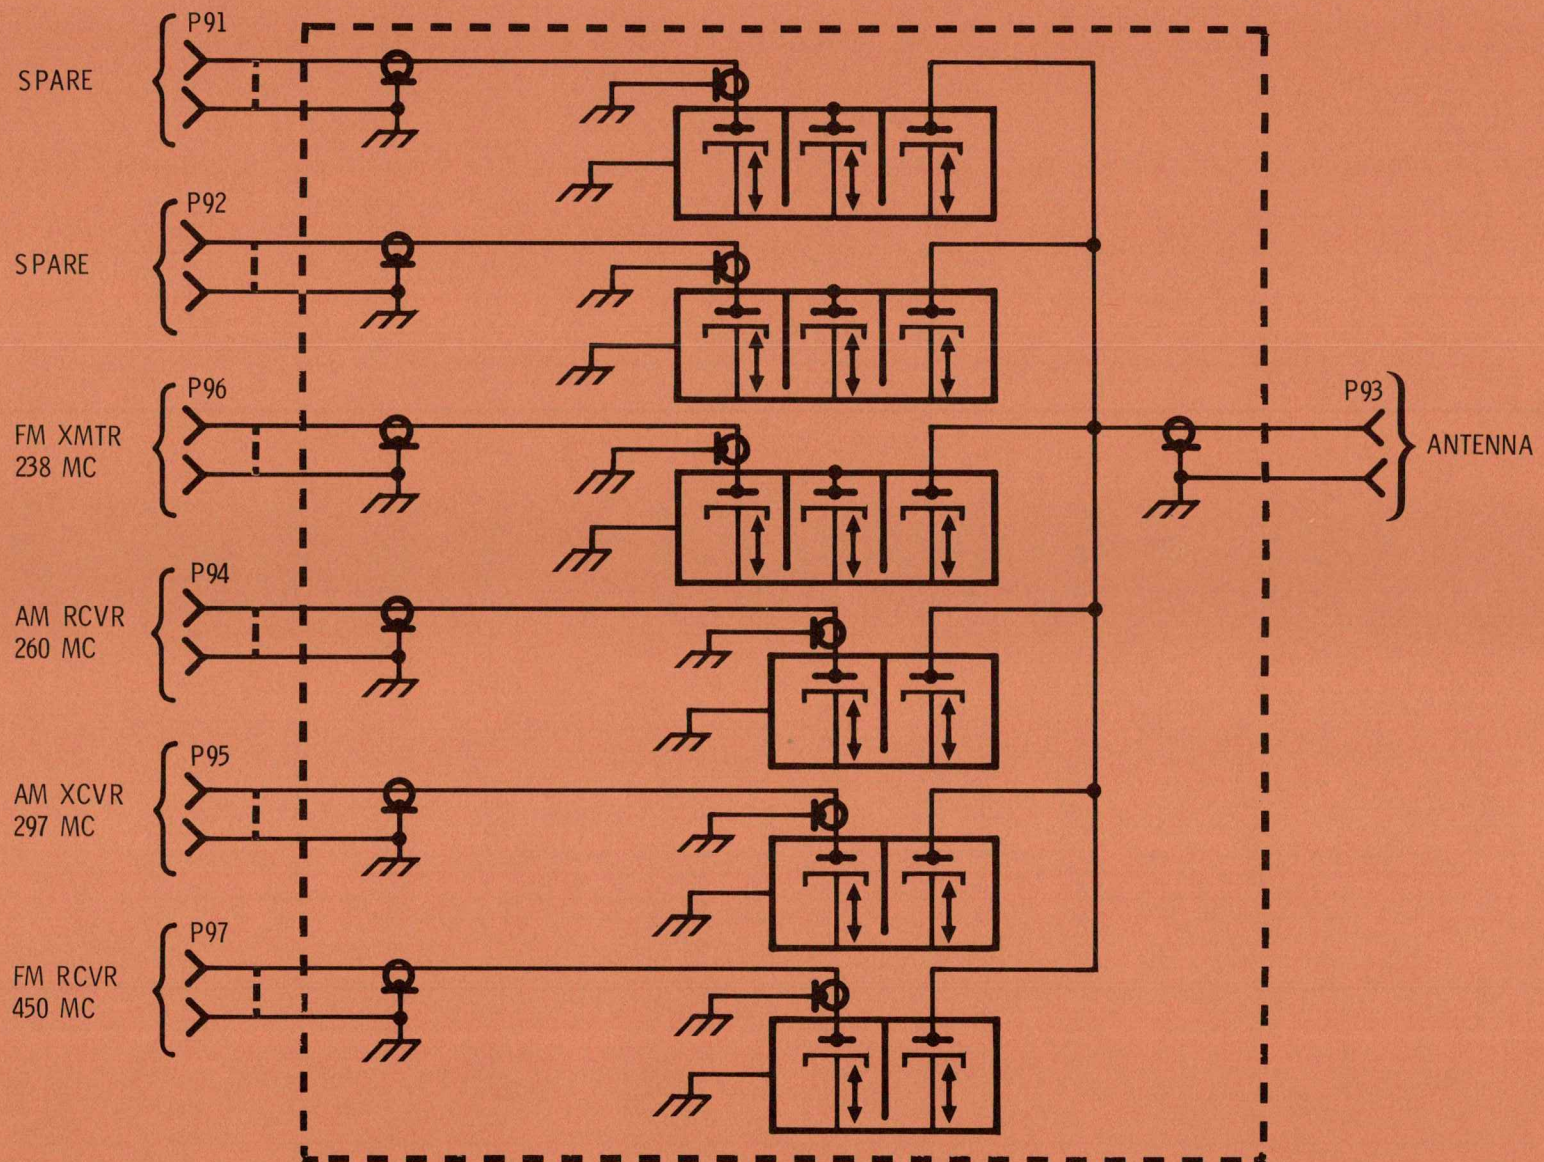 P91
SPARE
P92
SPARE
P96
FM XMTR
238 MC
P93
ANTENNA
P94
AM RCVR
260 MC
P95
AM XCVR
297 MC
P97
FM RCVR
450 MC